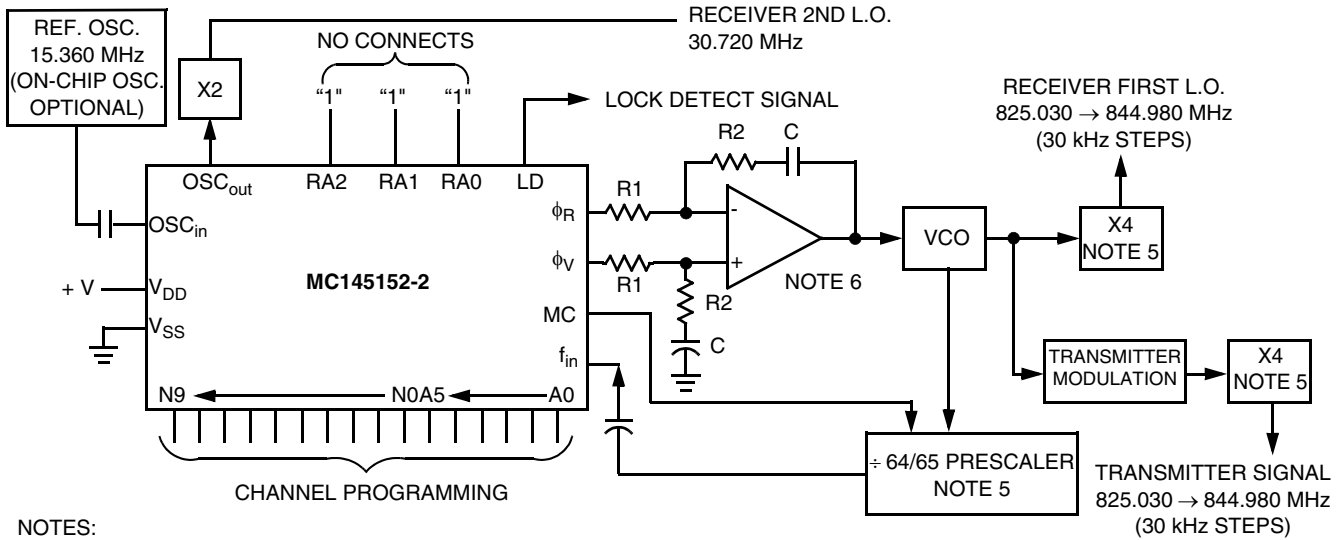 REF. OSC.
15.360 MHz
(ON-CHIP OSC.
OPTIONAL)
X2
RECEIVER 2ND L.O.
30.720 MHz
NO CONNECTS
“1"
“1"
“1"
LOCK DETECT SIGNAL
RECEIVER FIRST L.O.
825.030 → 844.980 MHz
(30 kHz STEPS)
OSCout
RA2
RA1
RA0
LD
OSCin
+ V
VDD
VSS
MC145152-2
ϕR
ϕV
MC
fin
R1
R1
R2
C
-
+
NOTE 6
R2
C
VCO
X4
NOTE 5
TRANSMITTER
MODULATION
X4
NOTE 5
N9
N0A5
A0
CHANNEL PROGRAMMING
÷ 64/65 PRESCALER
NOTE 5
TRANSMITTER SIGNAL
825.030 → 844.980 MHz
(30 kHz STEPS)
NOTES: